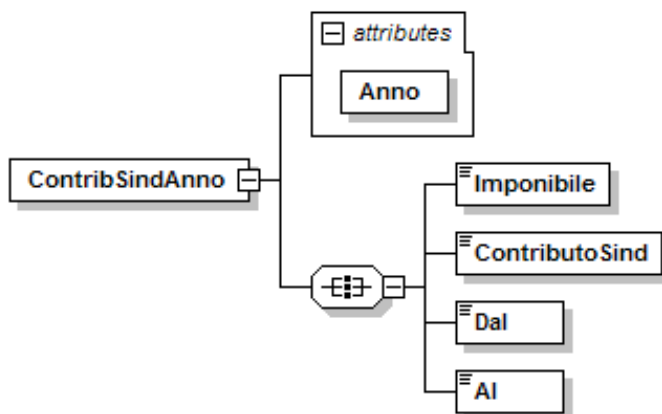 attributes
Anno
ContribSindAnno
Imponibile
ContributoSind
Dal
Al